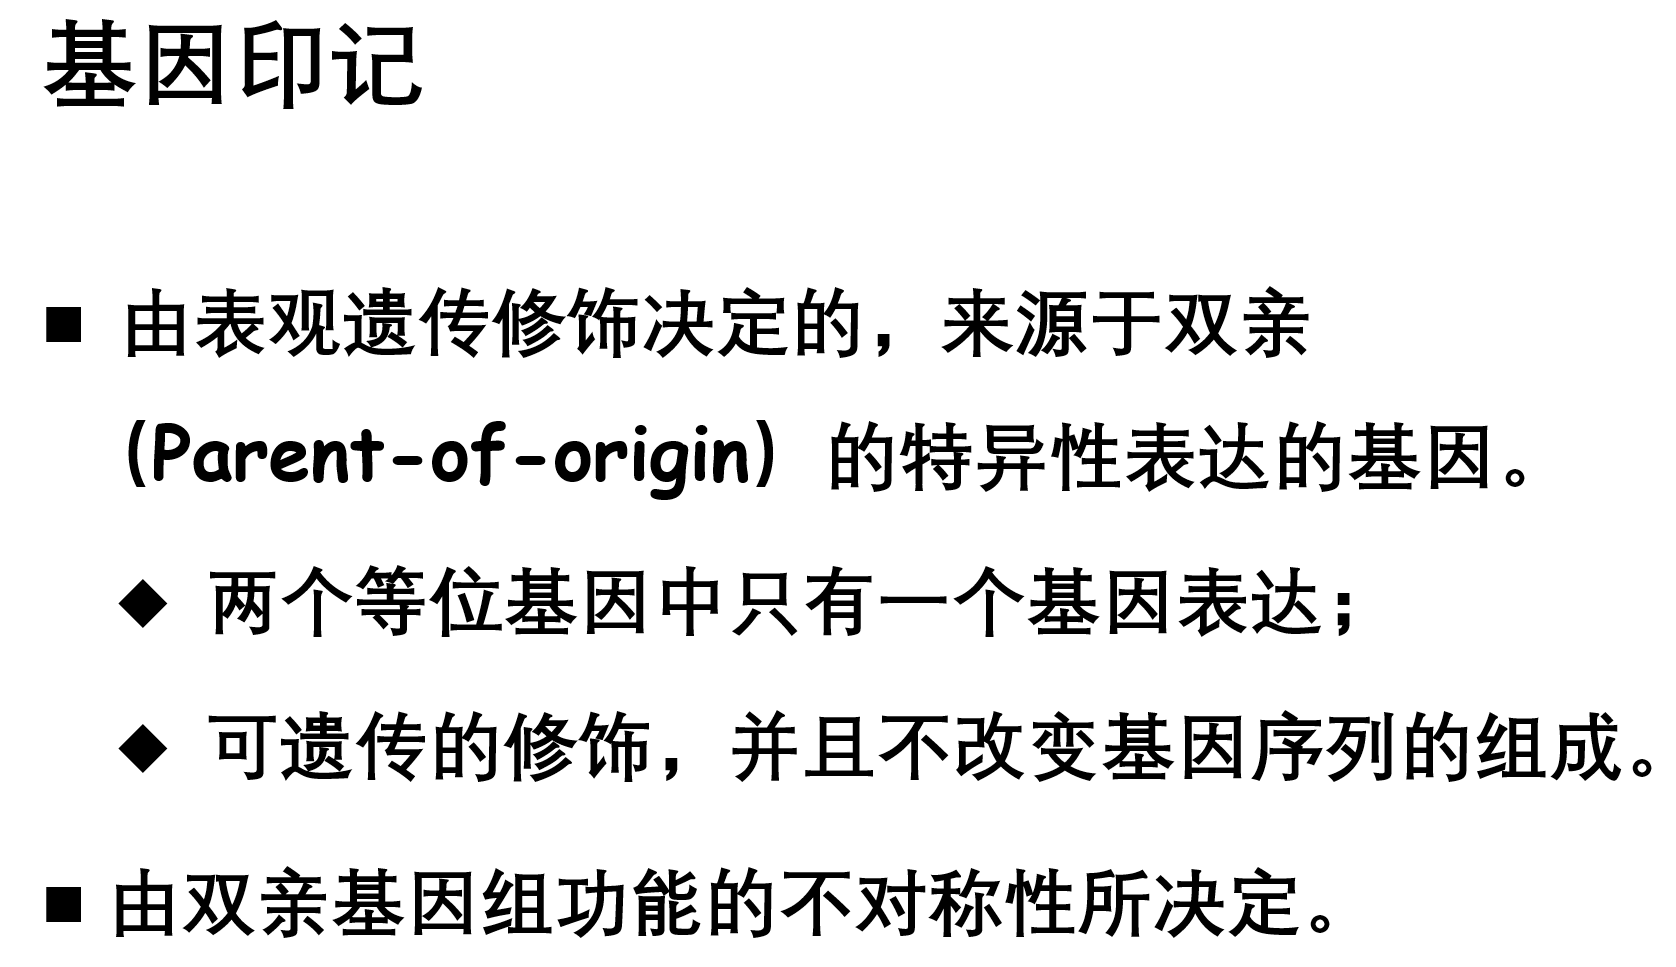 基因印记
■ 由表观遗传修饰决定的，来源于双亲
(Parent-of-origin) 的特异性表达的基因。
◆ 两个等位基因中只有一个基因表达；
◆ 可遗传的修饰，并且不改变基因序列的组成。
■ 由双亲基因组功能的不对称性所决定。